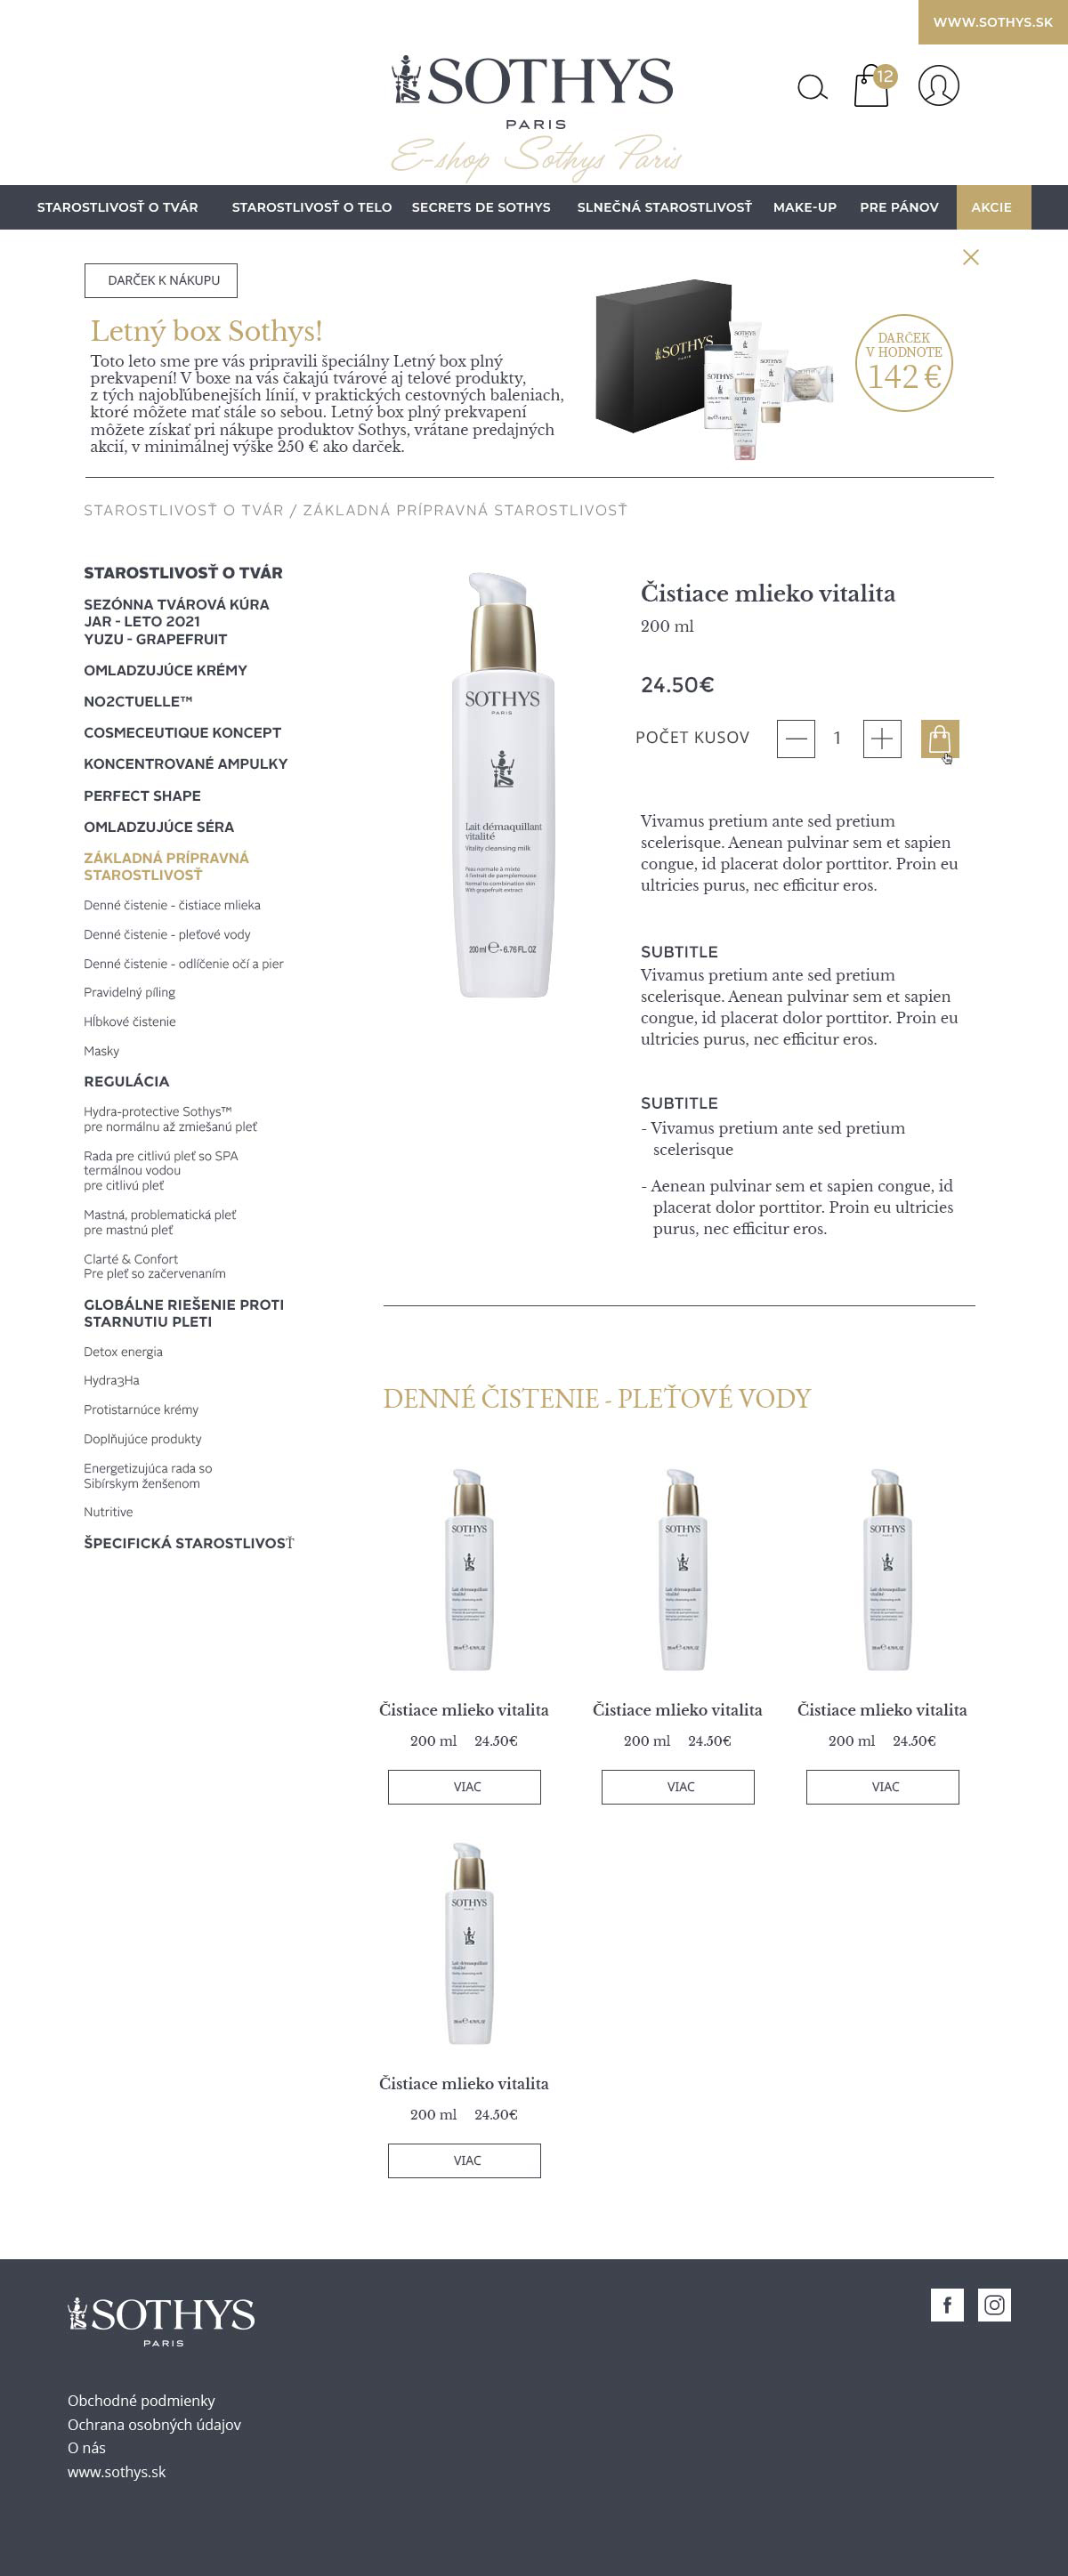 WWW.SOTHYS.SK
SOTHYS
PARIS
E-shop Sothys Paris
12
STAROSTLIVOSŤ O TVÁR STAROSTLIVOSŤ O TELO SECRETS DE SOTHYS SLNEČNÁ STAROSTLIVOSŤ MAKE-UP PRE PÁNOV AKCIE
DARČEK K NÁKUPU
Letný box Sothys!
Toto leto sme pre vás pripravili špeciálny Letný box plný
prekvapení! V boxe na vás čakajú tvárové aj telové produkty,
z tých najobľúbenejších línií, v praktických cestovných baleniach,
ktoré môžete mať stále so sebou. Letný box plný prekvapení
môžete získať pri nákupe produktov Sothys, vrátane predajných
akcií, v minimálnej výške 250 € ako darček.
SOTHYS
SOTHYS
SOTHYS
SOTHYS
DARČEK
V HODNOTE
142 €
STAROSTLIVOSŤ O TVÁR / ZÁKLADNÁ PRÍPRAVNÁ STAROSTLIVOSŤ
STAROSTLIVOSŤ O TVÁR
SEZÓNNA TVÁROVÁ KÚRA
JAR - LETO 2021
YUZU - GRAPEFRUIT
OMLADZUJÚCE KRÉMY
NO2CTUELLE™
COSMECEUTIQUE KONCEPT
KONCENTROVANÉ AMPULKY
PERFECT SHAPE
OMLADZUJÚCE SÉRA
ZÁKLADNÁ PRÍPRAVNÁ
STAROSTLIVOSŤ
Denné čistenie - čistiace mlieka
Denné čistenie - pleťové vody
Denné čistenie - odlíčenie očí a pier
Pravidelný píling
Hĺbkové čistenie
Masky
REGULÁCIA
Hydra-protective Sothys™
pre normálnu až zmiešanú pleť
Rada pre citlivú pleť so SPA
termálnou vodou
pre citlivú pleť
Mastná, problematická pleť
pre mastnú pleť
Clarté & Confort
Pre pleť so začervenaním
GLOBÁLNE RIEŠENIE PROTI
STARNUTIU PLETI
Detox energia
Hydra3Ha
Protistarnúce krémy
Doplňujúce produkty
Energetizujúca rada so
Sibírskym ženšenom
Nutritive
ŠPECIFICKÁ STAROSTLIVOSŤ
SOTHYS
PARIS
Lait démaquillant
vitalité
Vitality cleansing milk
Peau normale à mixte
A l'extrait de pamplemousse
Normal to combination skin
With grapefruit extract
200 ml ℮ - 6.76 FL. OZ
Čistiace mlieko vitalita
200 ml
24.50€
POČET KUSOV 1
Vivamus pretium ante sed pretium
scelerisque. Aenean pulvinar sem et sapien
congue, id placerat dolor porttitor. Proin eu
ultricies purus, nec efficitur eros.
SUBTITLE
Vivamus pretium ante sed pretium
scelerisque. Aenean pulvinar sem et sapien
congue, id placerat dolor porttitor. Proin eu
ultricies purus, nec efficitur eros.
SUBTITLE
- Vivamus pretium ante sed pretium
scelerisque
- Aenean pulvinar sem et sapien congue, id
placerat dolor porttitor. Proin eu ultricies
purus, nec efficitur eros.
DENNÉ ČISTENIE - PLEŤOVÉ VODY
SOTHYS SOTHYS SOTHYS
Čistiace mlieko vitalita Čistiace mlieko vitalita Čistiace mlieko vitalita
200 ml 24.50€ 200 ml 24.50€ 200 ml 24.50€
VIAC VIAC VIAC
SOTHYS
Čistiace mlieko vitalita
200 ml 24.50€
VIAC
SOTHYS
PARIS
Obchodné podmienky
Ochrana osobných údajov
O nás
www.sothys.sk